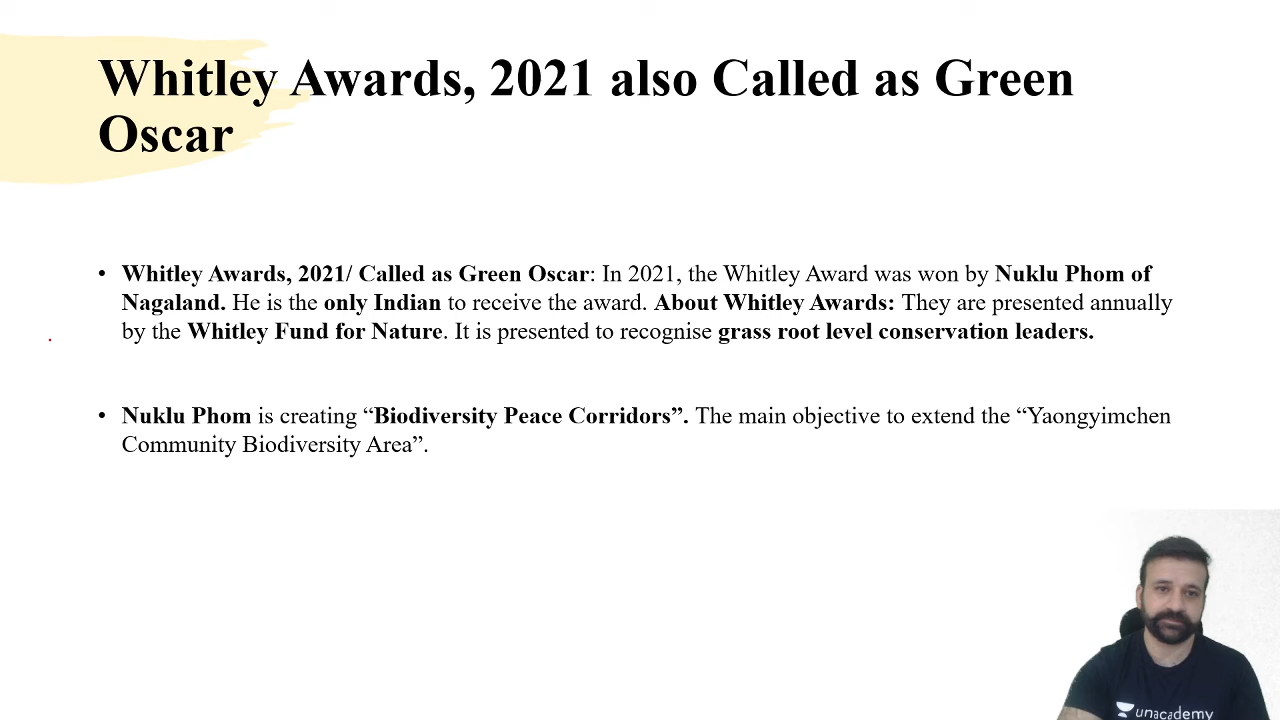 Whitley Awards, 2021 also Called as Green
Oscar
• Whitley Awards, 2021/ Called as Green Oscar: In 2021, the Whitley Award was won by Nuklu Phom of
Nagaland. He is the only Indian to receive the award. About Whitley Awards: They are presented annually
by the Whitley Fund for Nature. It is presented to recognise grass root level conservation leaders.
• Nuklu Phom is creating “Biodiversity Peace Corridors”. The main objective to extend the “Yaongyimchen
Community Biodiversity Area”.
unacademy